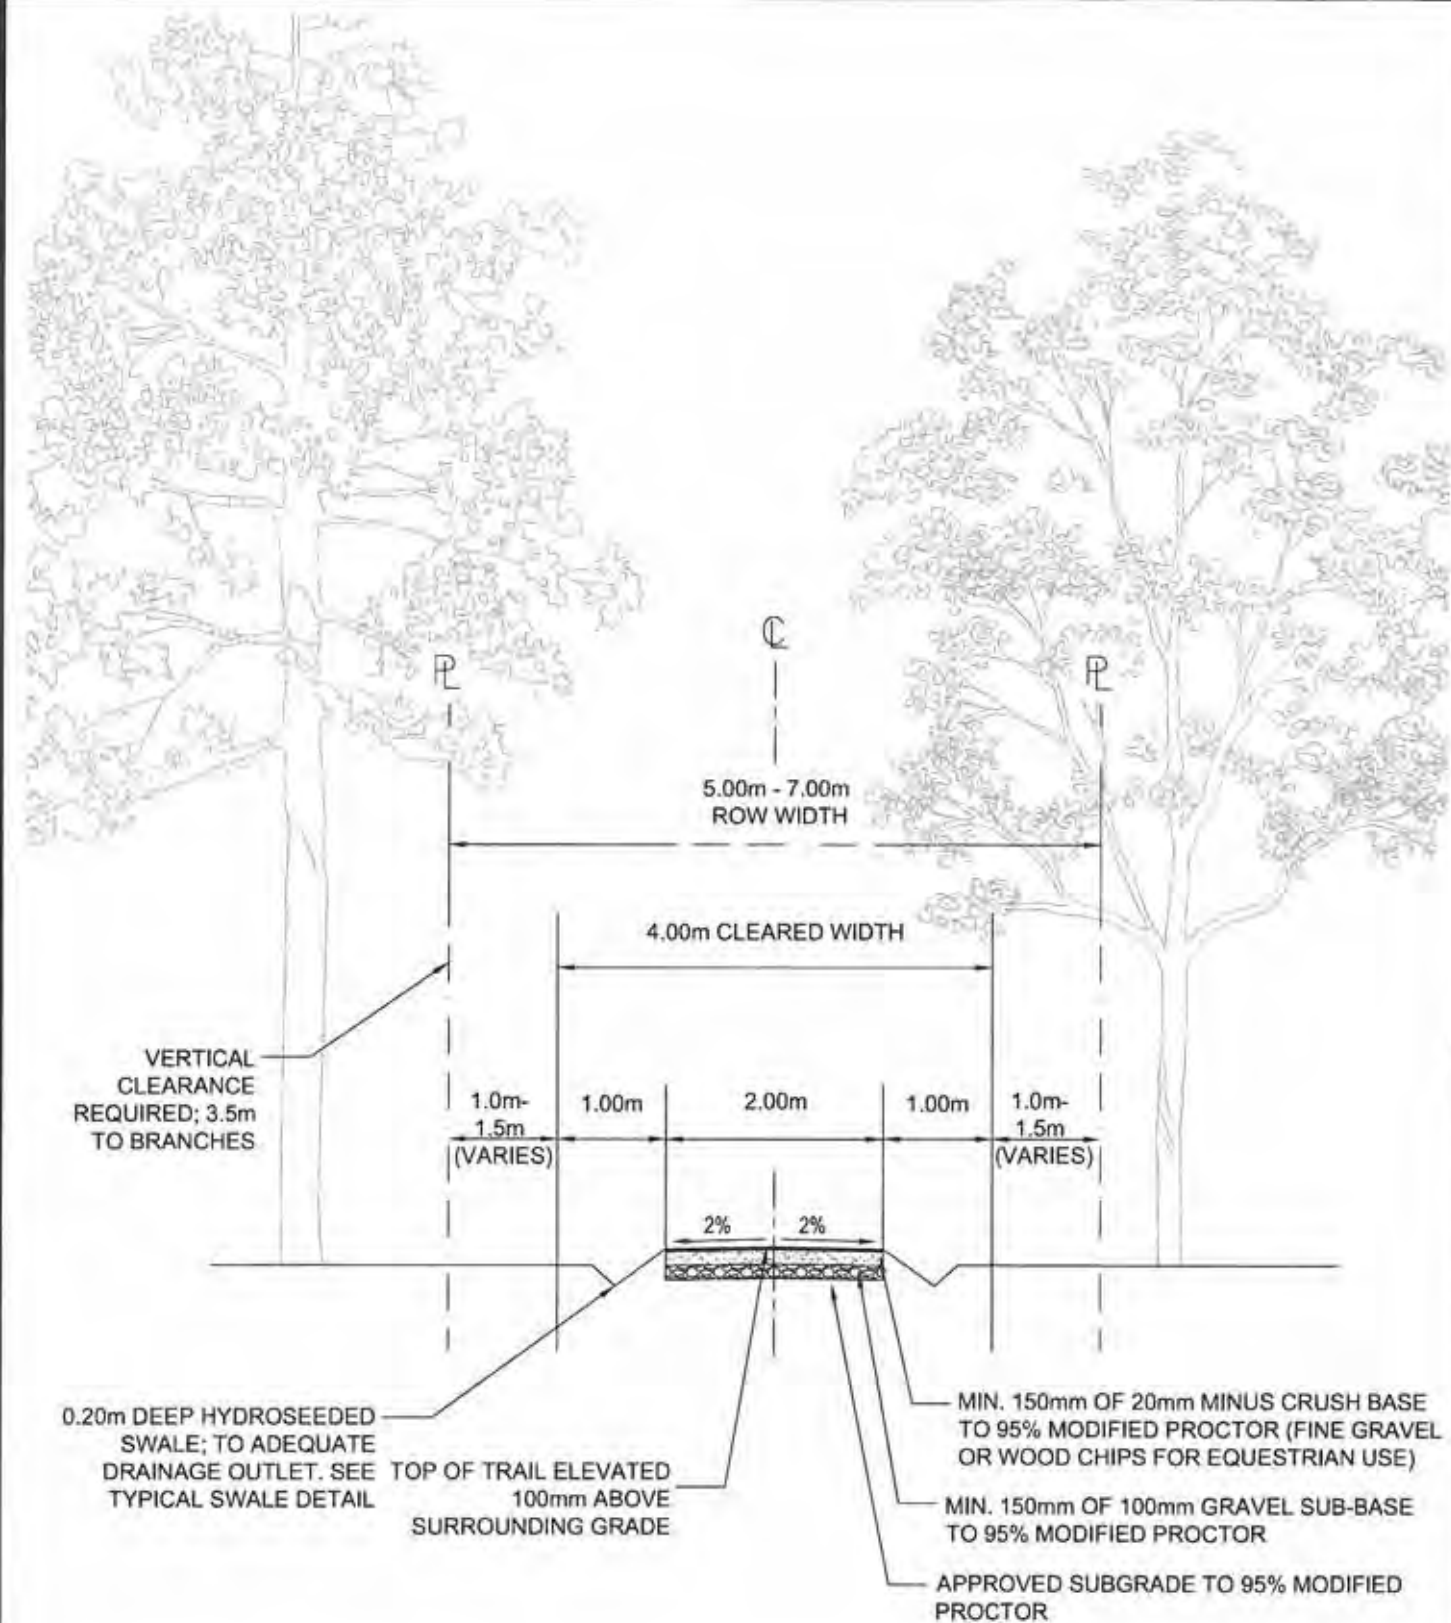 ℄
⅊
⅊
5.00m - 7.00m
ROW WIDTH
4.00m CLEARED WIDTH
VERTICAL
CLEARANCE
REQUIRED; 3.5m
TO BRANCHES
1.0m-
1.5m
(VARIES)
1.00m
2.00m
1.00m
1.0m-
1.5m
(VARIES)
2%
2%
0.20m DEEP HYDROSEEDED
SWALE; TO ADEQUATE
DRAINAGE OUTLET. SEE
TYPICAL SWALE DETAIL
TOP OF TRAIL ELEVATED
100mm ABOVE
SURROUNDING GRADE
MIN. 150mm OF 20mm MINUS CRUSH BASE
TO 95% MODIFIED PROCTOR (FINE GRAVEL
OR WOOD CHIPS FOR EQUESTRIAN USE)
MIN. 150mm OF 100mm GRAVEL SUB-BASE
TO 95% MODIFIED PROCTOR
APPROVED SUBGRADE TO 95% MODIFIED
PROCTOR